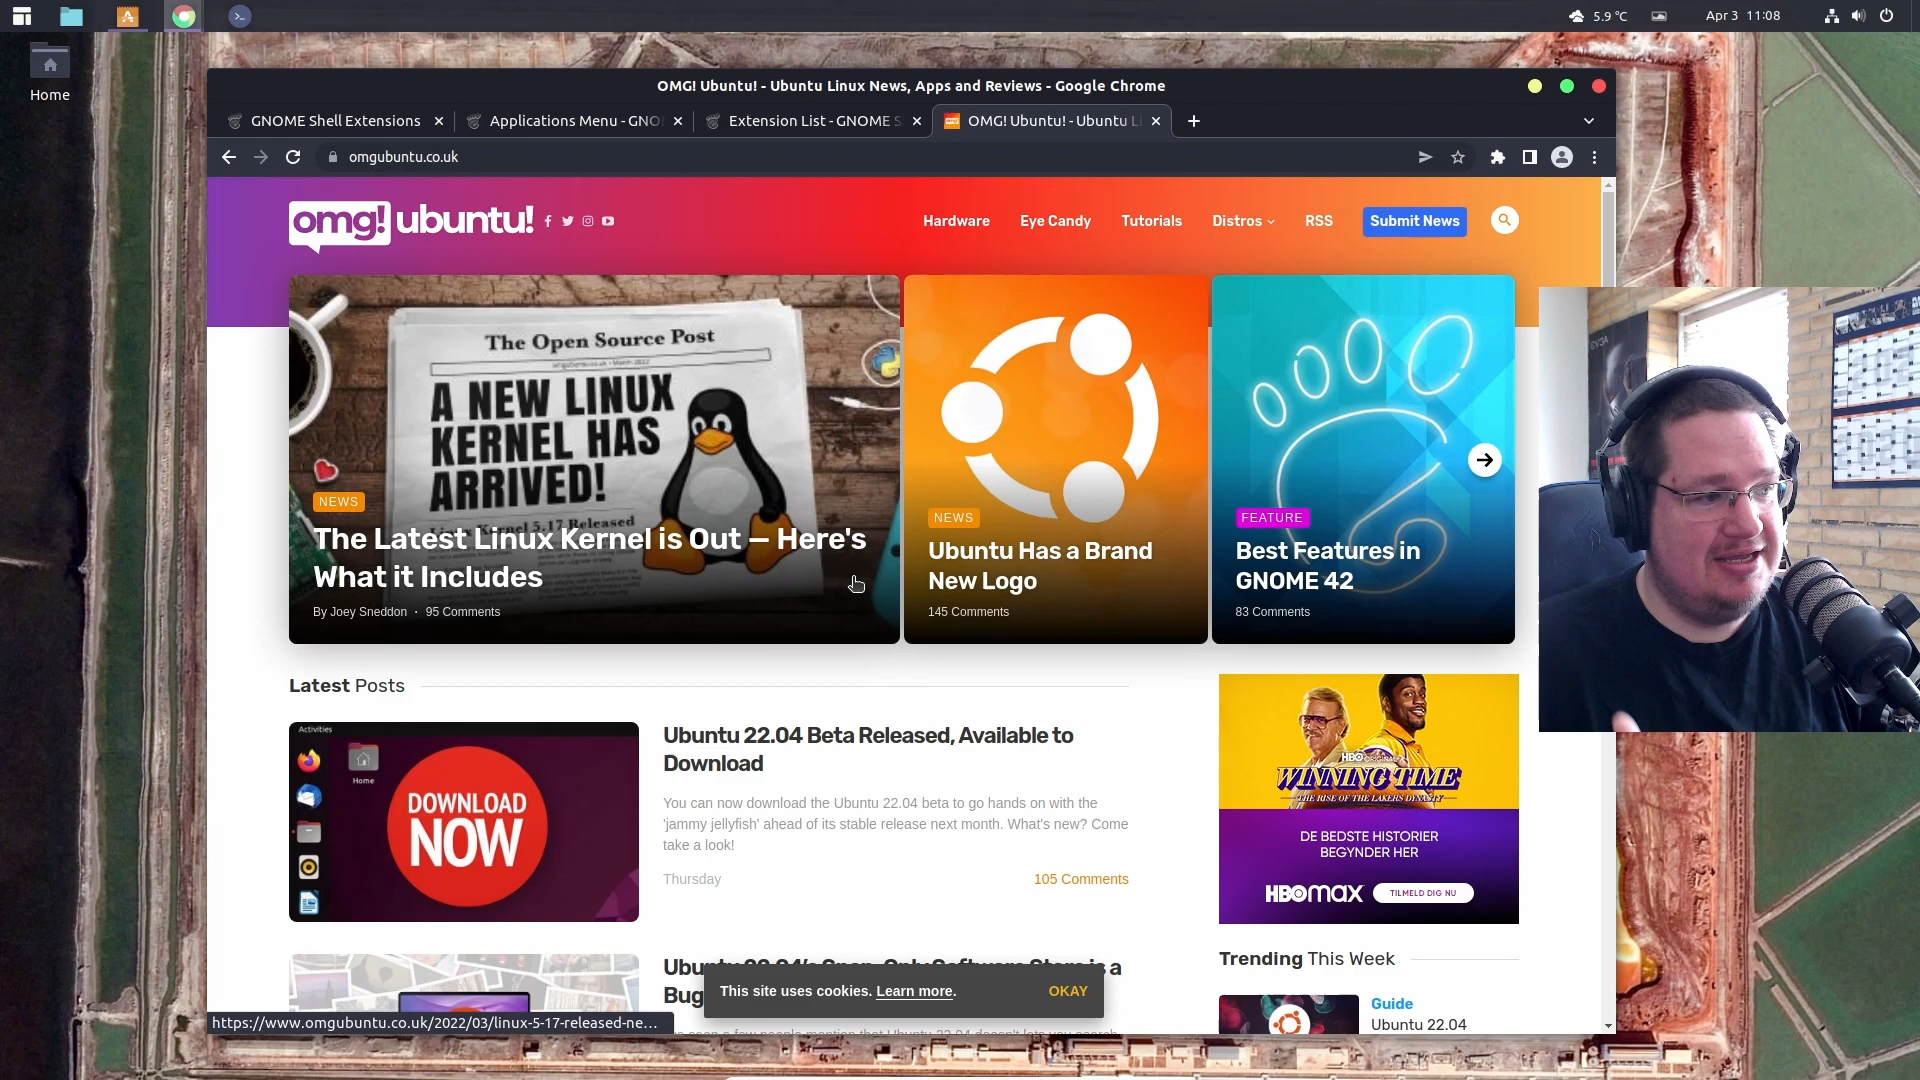 5.9 °C
Apr 3 11:08
Home
OMG! Ubuntu! - Ubuntu Linux News, Apps and Reviews - Google Chrome
GNOME Shell Extensions
Applications Menu - GNO
Extension List - GNOME S
OMG! Ubuntu! - Ubuntu Li
omgubuntu.co.uk
omg! ubuntu!
Hardware
Eye Candy
Tutorials
Distros
RSS
Submit News
The Open Source Post
A NEW LINUX
KERNEL HAS
ARRIVED!
Linux Kernel 5.17 Released
NEWS
The Latest Linux Kernel is Out — Here's
What it Includes
By Joey Sneddon · 95 Comments
NEWS
Ubuntu Has a Brand
New Logo
145 Comments
FEATURE
Best Features in
GNOME 42
83 Comments
Latest Posts
Activities
Home
DOWNLOAD
NOW
Ubuntu 22.04 Beta Released, Available to
Download
You can now download the Ubuntu 22.04 beta to go hands on with the
'jammy jellyfish' ahead of its stable release next month. What's new? Come
take a look!
Thursday
105 Comments
HBO ORIGINAL
WINNING TIME
THE RISE OF THE LAKERS DYNASTY
DE BEDSTE HISTORIER
BEGYNDER HER
HBOMAX
TILMELD DIG NU
Trending This Week
Guide
Ubuntu 22.04
This site uses cookies. Learn more.
OKAY
https://www.omgubuntu.co.uk/2022/03/linux-5-17-released-ne...